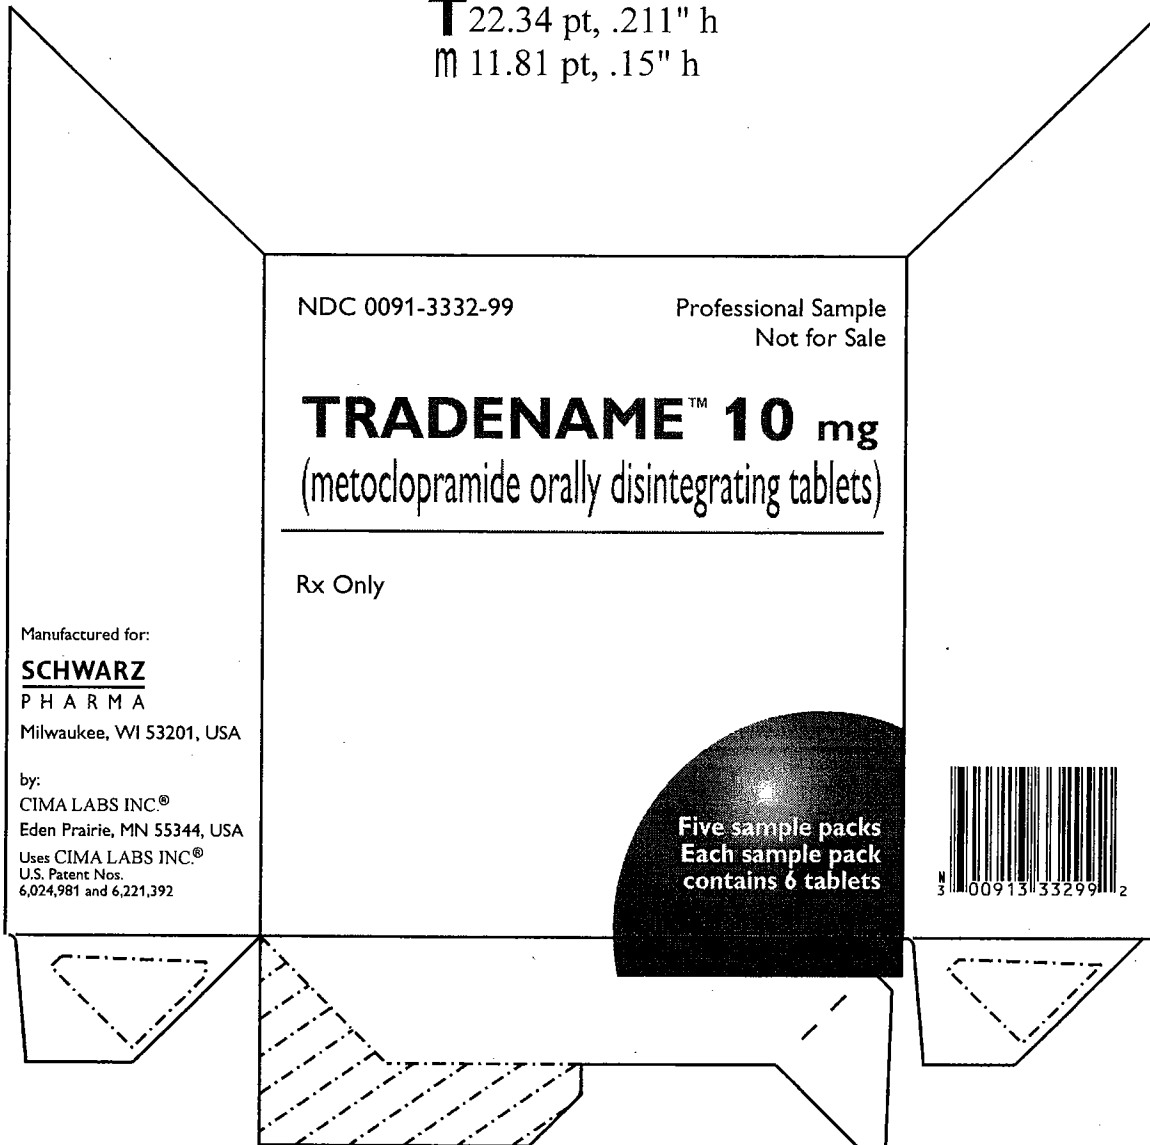 T 22.34 pt, .211" h
m 11.81 pt, .15" h
NDC 0091-3332-99
Professional Sample
Not for Sale
TRADENAME™ 10 mg
(metoclopramide orally disintegrating tablets)
Rx Only
Manufactured for:
SCHWARZ
PHARMA
Milwaukee, WI 53201, USA
by:
CIMA LABS INC.®
Eden Prairie, MN 55344, USA
Uses CIMA LABS INC.®
U.S. Patent Nos.
6,024,981 and 6,221,392
Five sample packs
Each sample pack
contains 6 tablets
N
3 00913 33299 2